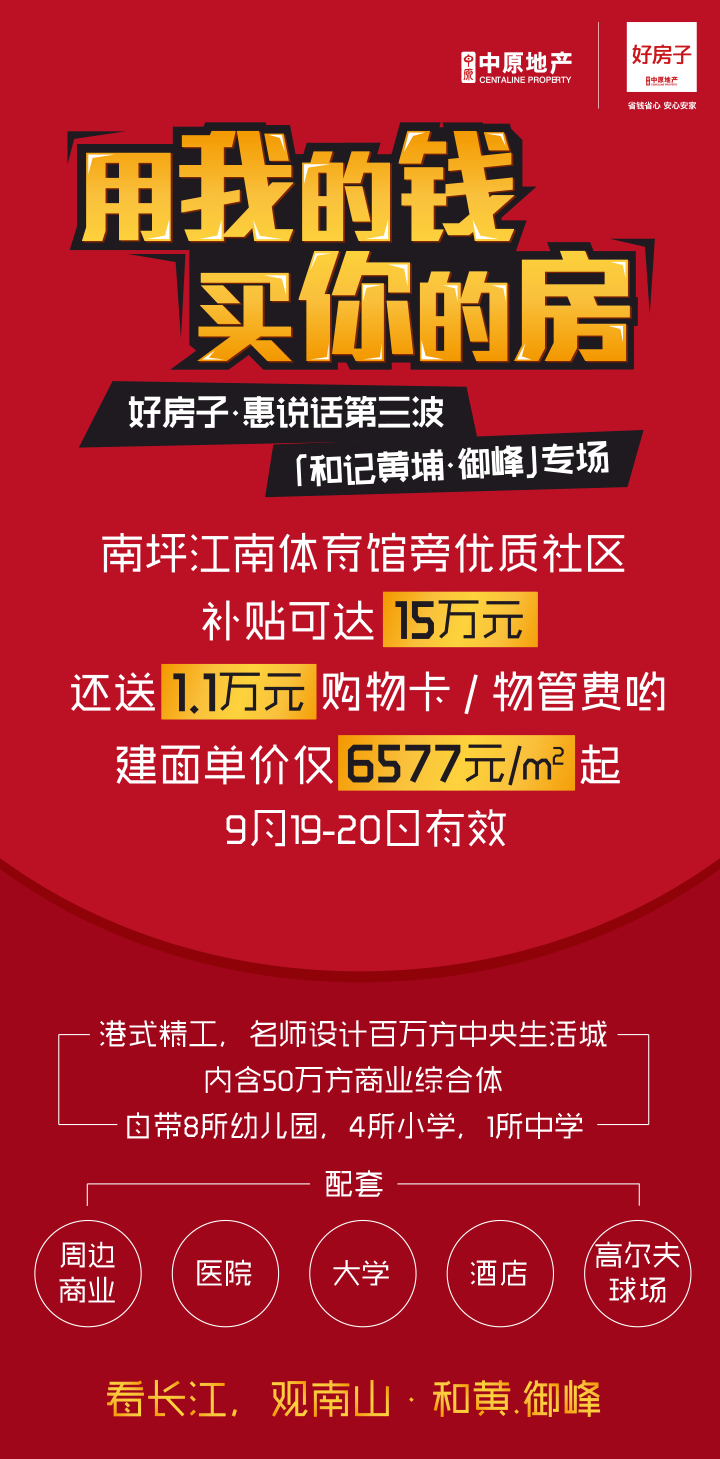 中原地产
CENTALINE PROPERTY
好房子
中原地产
CENTALINE PROPERTY
省钱省心 安心安家
用我的钱
买你的房
好房子·惠说话第三波
「和记黄埔·御峰」专场
南坪江南体育馆旁优质社区
补贴可达15万元
还送1.1万元购物卡/物管费哟
建面单价仅6577元/m²起
9月19-20日有效
港式精工，名师设计百万方中央生活城
内含50万方商业综合体
自带8所幼儿园，4所小学，1所中学
配套
周边
商业
医院
大学
酒店
高尔夫
球场
看长江，观南山·和黄.御峰